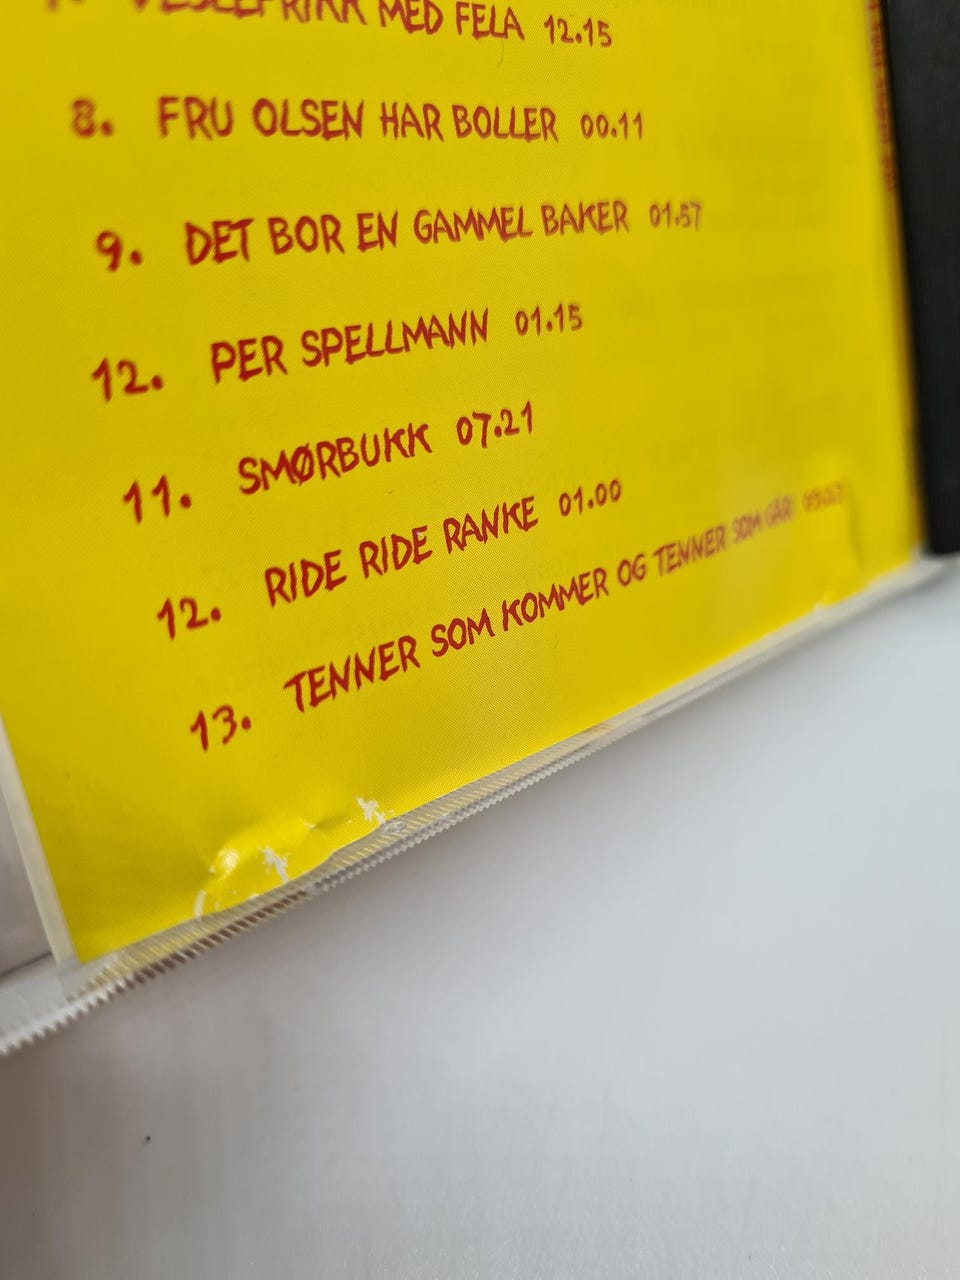 MED FELA 12.15
8. FRU OLSEN HAR BOLLER 00.11
9. DET BOR EN GAMMEL BAKER 01.57
12. PER SPELLMANN 01.15
11. SMØRBUKK 07.21
12. RIDE RIDE RANKE 01.00
13. TENNER SOM KOMMER OG TENNER SOM GÅR